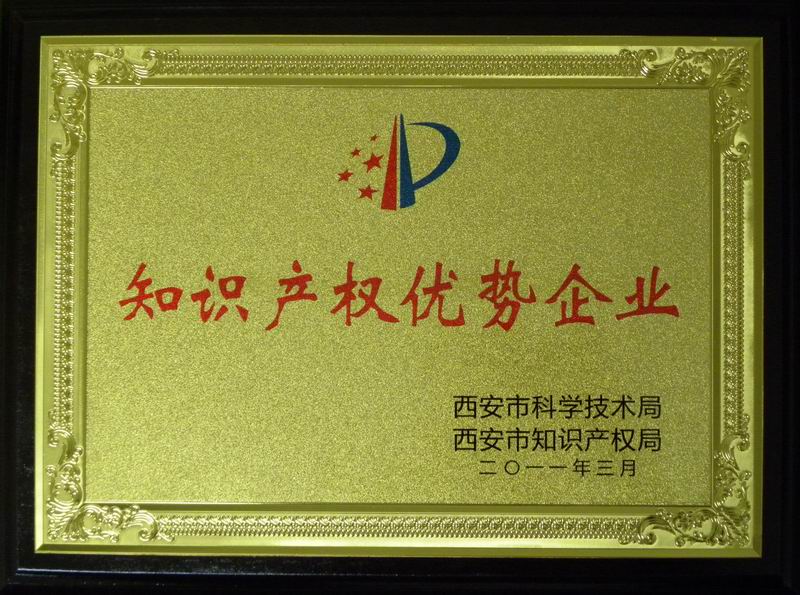 知识产权优势企业
西安市科学技术局
西安市知识产权局
二〇一一年三月